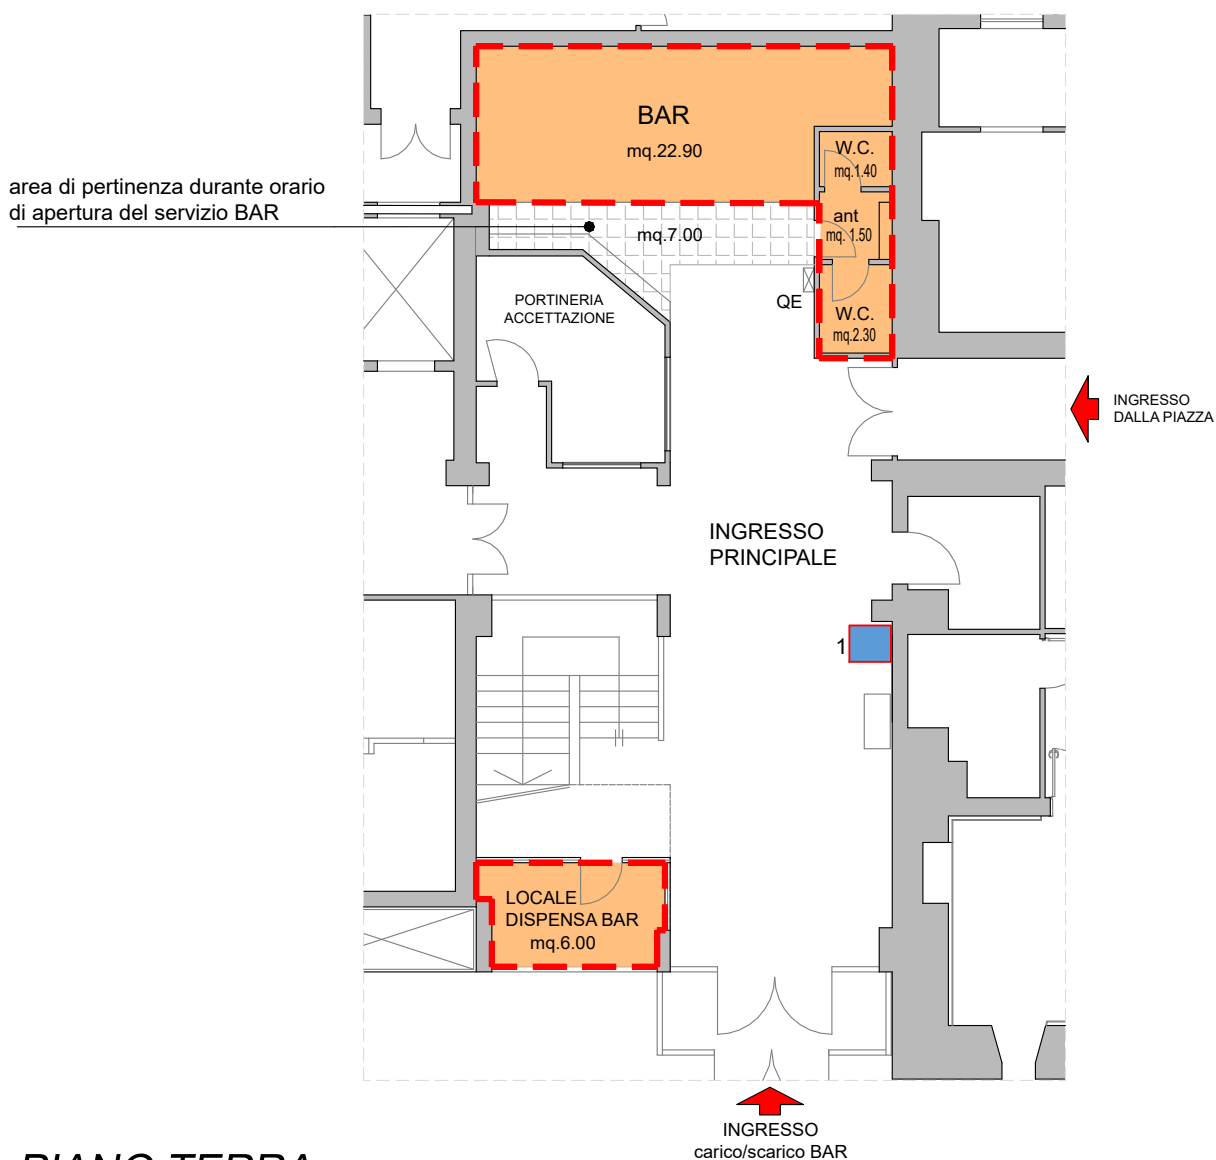 BAR
mq.22.90
W.C.
mq.1.40
area di pertinenza durante orario
di apertura del servizio BAR
ant
mq. 1.50
mq.7.00
PORTINERIA
ACCETTAZIONE
QE
W.C.
mq.2.30
INGRESSO
DALLA PIAZZA
INGRESSO
PRINCIPALE
1
LOCALE
DISPENSA BAR
mq.6.00
INGRESSO
carico/scarico BAR
PIANO TERRA